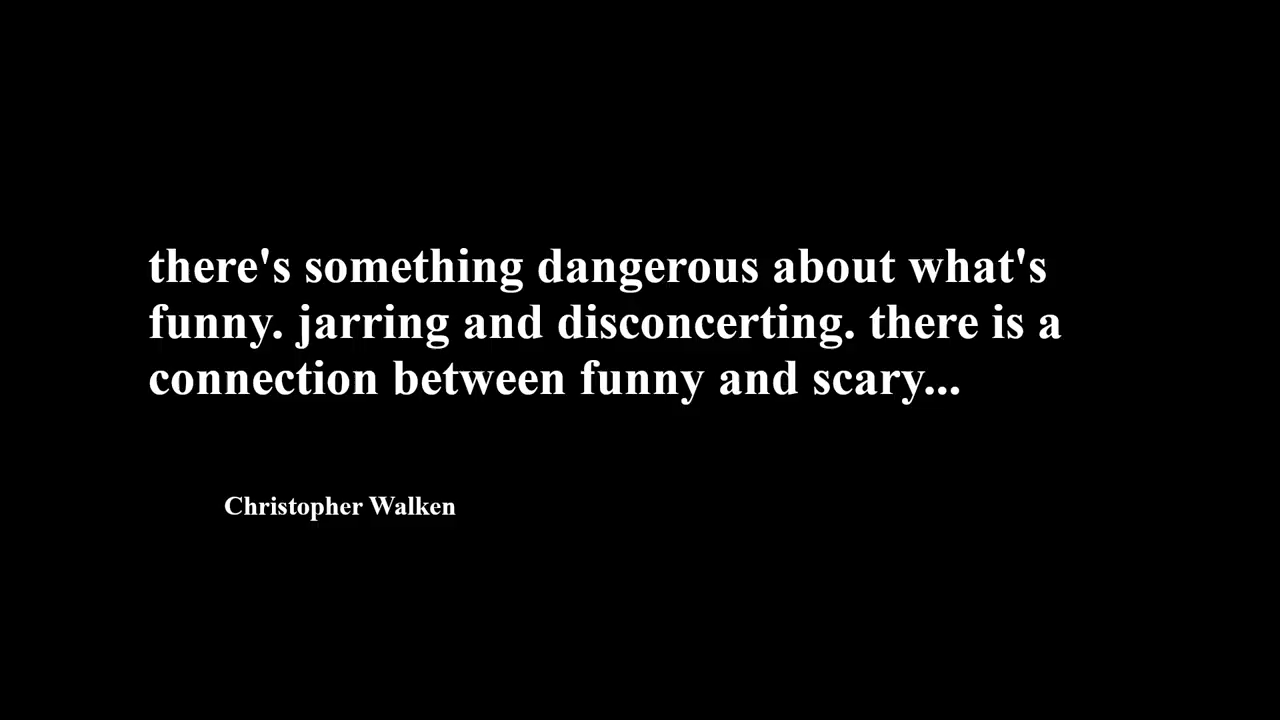 there's something dangerous about what's
funny. jarring and disconcerting. there is a
connection between funny and scary...
Christopher Walken